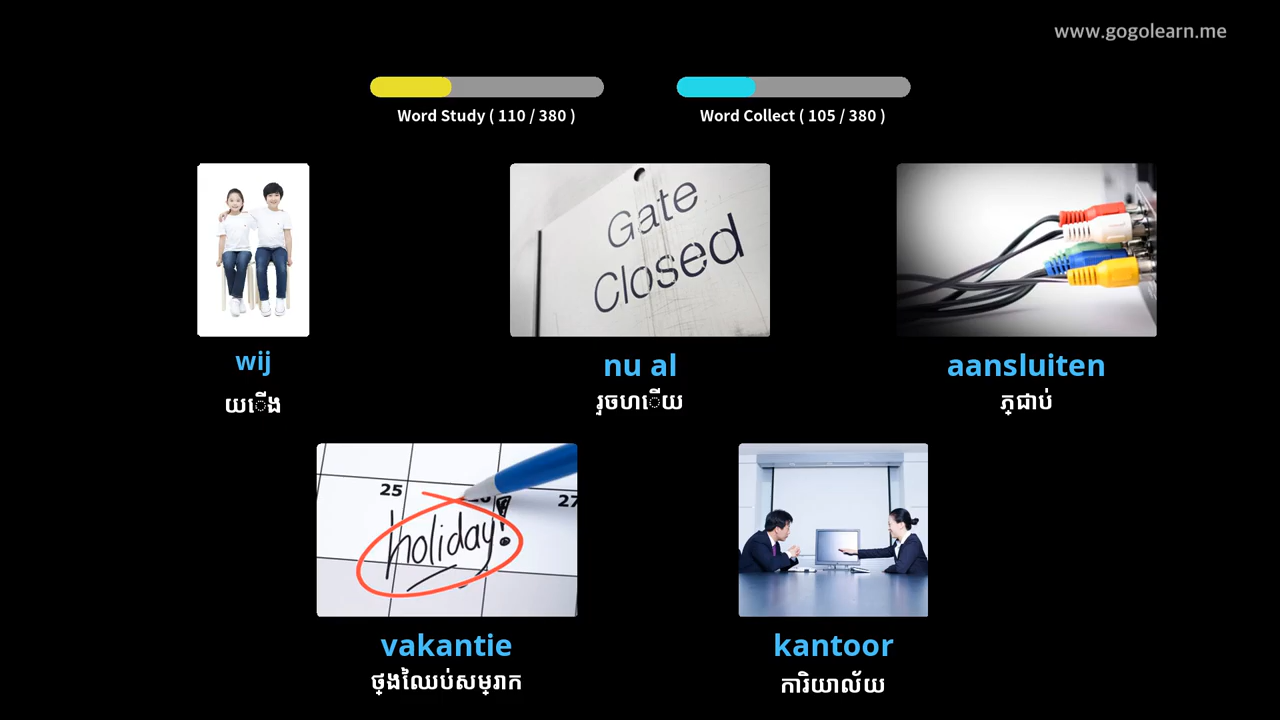 www.gogolearn.me
Word Study ( 110 / 380 )
Word Collect ( 105 / 380 )
Gate
Closed
wij
nu al
aansluiten
យើង
រួចហើយ
ភ្ជាប់
25
27
holiday!
vakantie
kantoor
ថ្ងៃឈប់សម្រាក
ការិយាល័យ